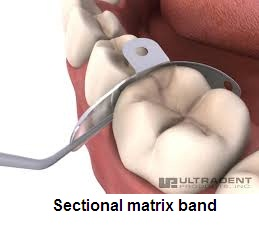 ULTRADENT
PRODUCTS, INC.
Sectional matrix band